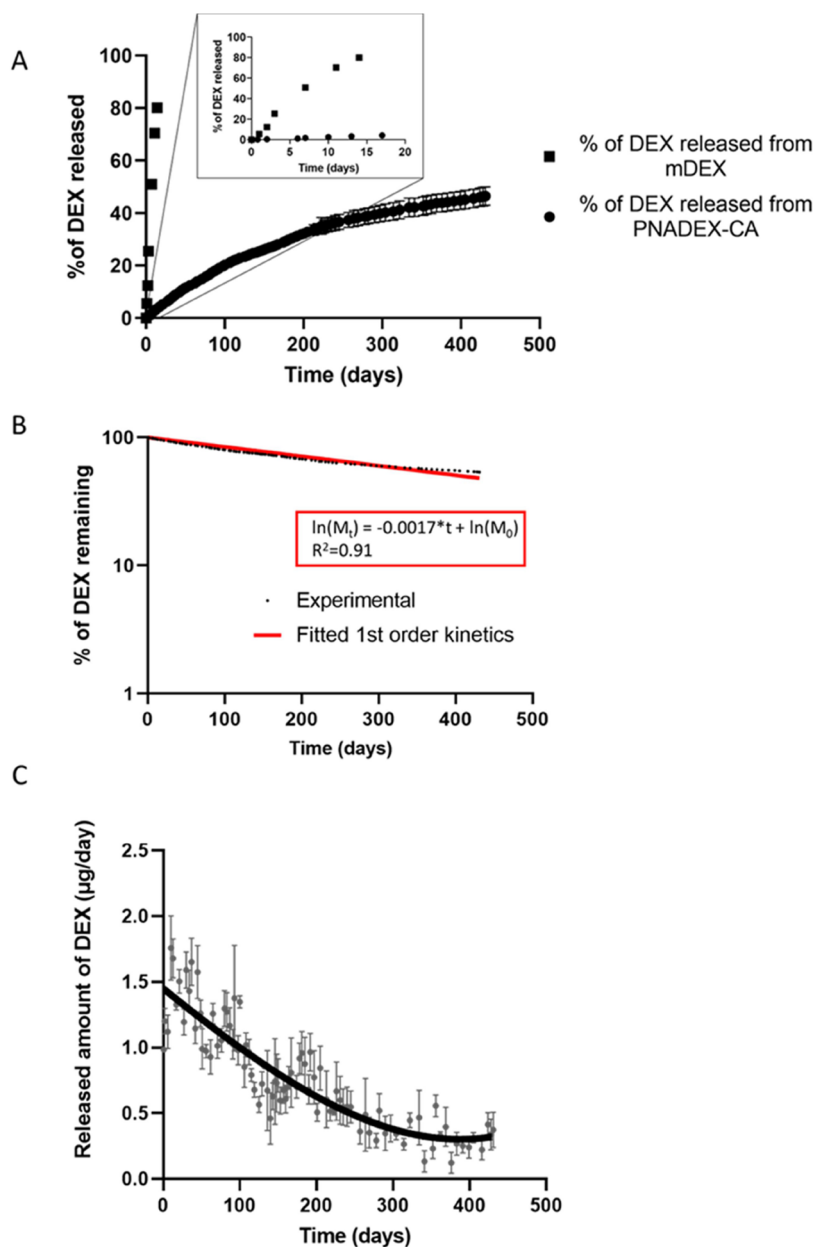 A
%of DEX released
100
80
60
40
20
0
0 100 200 300 400 500
Time (days)
% of DEX released
100
80
60
40
20
0
0 5 10 15 20
Time (days)
% of DEX released from
mDEX
% of DEX released from
PNADEX-CA
B
% of DEX remaining
100
10
1
ln(Mt) = -0.0017*t + ln(M0)
R²=0.91
Experimental
Fitted 1st order kinetics
0 100 200 300 400 500
Time (days)
C
Released amount of DEX (µg/day)
2.5
2.0
1.5
1.0
0.5
0.0
0 100 200 300 400 500
Time (days)